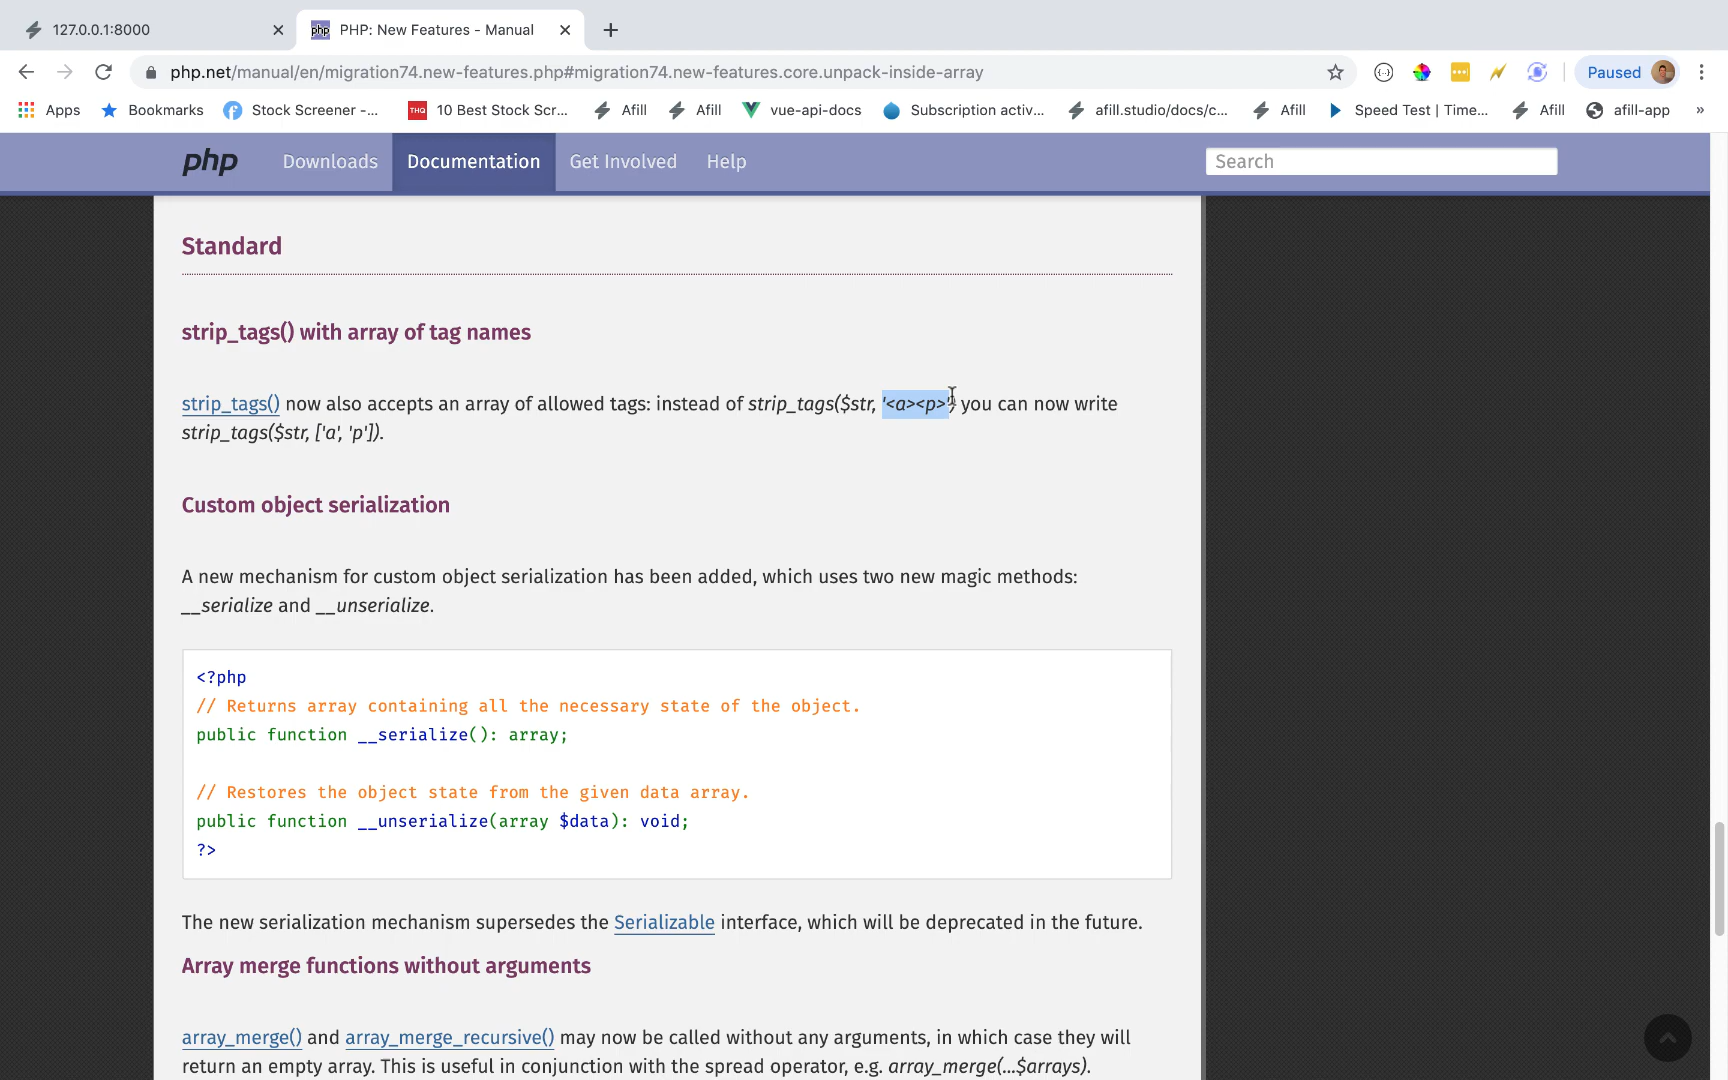 127.0.0.1:8000
php PHP: New Features - Manual
php.net/manual/en/migration74.new-features.php#migration74.new-features.core.unpack-inside-array
Paused
Apps Bookmarks Stock Screener -... THQ 10 Best Stock Scr... Afill Afill vue-api-docs Subscription activ... afill.studio/docs/c... Afill Speed Test | Time... Afill afill-app »
php Downloads Documentation Get Involved Help Search
Standard
strip_tags() with array of tag names
strip_tags() now also accepts an array of allowed tags: instead of strip_tags($str, '<a><p>') you can now write
strip_tags($str, ['a', 'p']).
Custom object serialization
A new mechanism for custom object serialization has been added, which uses two new magic methods:
__serialize and __unserialize.
<?php
// Returns array containing all the necessary state of the object.
public function __serialize(): array;
// Restores the object state from the given data array.
public function __unserialize(array $data): void;
?>
The new serialization mechanism supersedes the Serializable interface, which will be deprecated in the future.
Array merge functions without arguments
array_merge() and array_merge_recursive() may now be called without any arguments, in which case they will
return an empty array. This is useful in conjunction with the spread operator, e.g. array_merge(...$arrays).